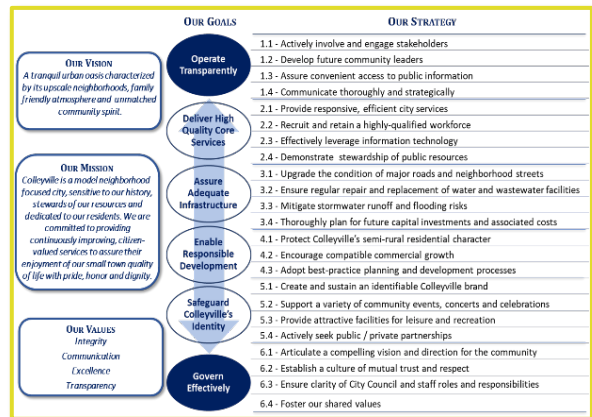 OUR GOALS
OUR STRATEGY
OUR VISION
A tranquil urban oasis characterized
by its upscale neighborhoods, family
friendly atmosphere and unmatched
community spirit.
OUR MISSION
Colleyville is a model neighborhood
focused city, sensitive to our history,
stewards of our resources and
dedicated to our residents. We are
committed to providing
continuously improving, citizen-
valued services to assure their
enjoyment of our small town quality
of life with pride, honor and dignity.
OUR VALUES
Integrity
Communication
Excellence
Transparency
Operate
Transparently
Deliver High
Quality Core
Services
Assure
Adequate
Infrastructure
Enable
Responsible
Development
Safeguard
Colleyville's
Identity
Govern
Effectively
1.1 - Actively involve and engage stakeholders
1.2 - Develop future community leaders
1.3 - Assure convenient access to public information
1.4 - Communicate thoroughly and strategically
2.1 - Provide responsive, efficient city services
2.2 - Recruit and retain a highly-qualified workforce
2.3 - Effectively leverage information technology
2.4 - Demonstrate stewardship of public resources
3.1 - Upgrade the condition of major roads and neighborhood streets
3.2 - Ensure regular repair and replacement of water and wastewater facilities
3.3 - Mitigate stormwater runoff and flooding risks
3.4 - Thoroughly plan for future capital investments and associated costs
4.1 - Protect Colleyville's semi-rural residential character
4.2 - Encourage compatible commercial growth
4.3 - Adopt best-practice planning and development processes
5.1 - Create and sustain an identifiable Colleyville brand
5.2 - Support a variety of community events, concerts and celebrations
5.3 - Provide attractive facilities for leisure and recreation
5.4 - Actively seek public / private partnerships
6.1 - Articulate a compelling vision and direction for the community
6.2 - Establish a culture of mutual trust and respect
6.3 - Ensure clarity of City Council and staff roles and responsibilities
6.4 - Foster our shared values